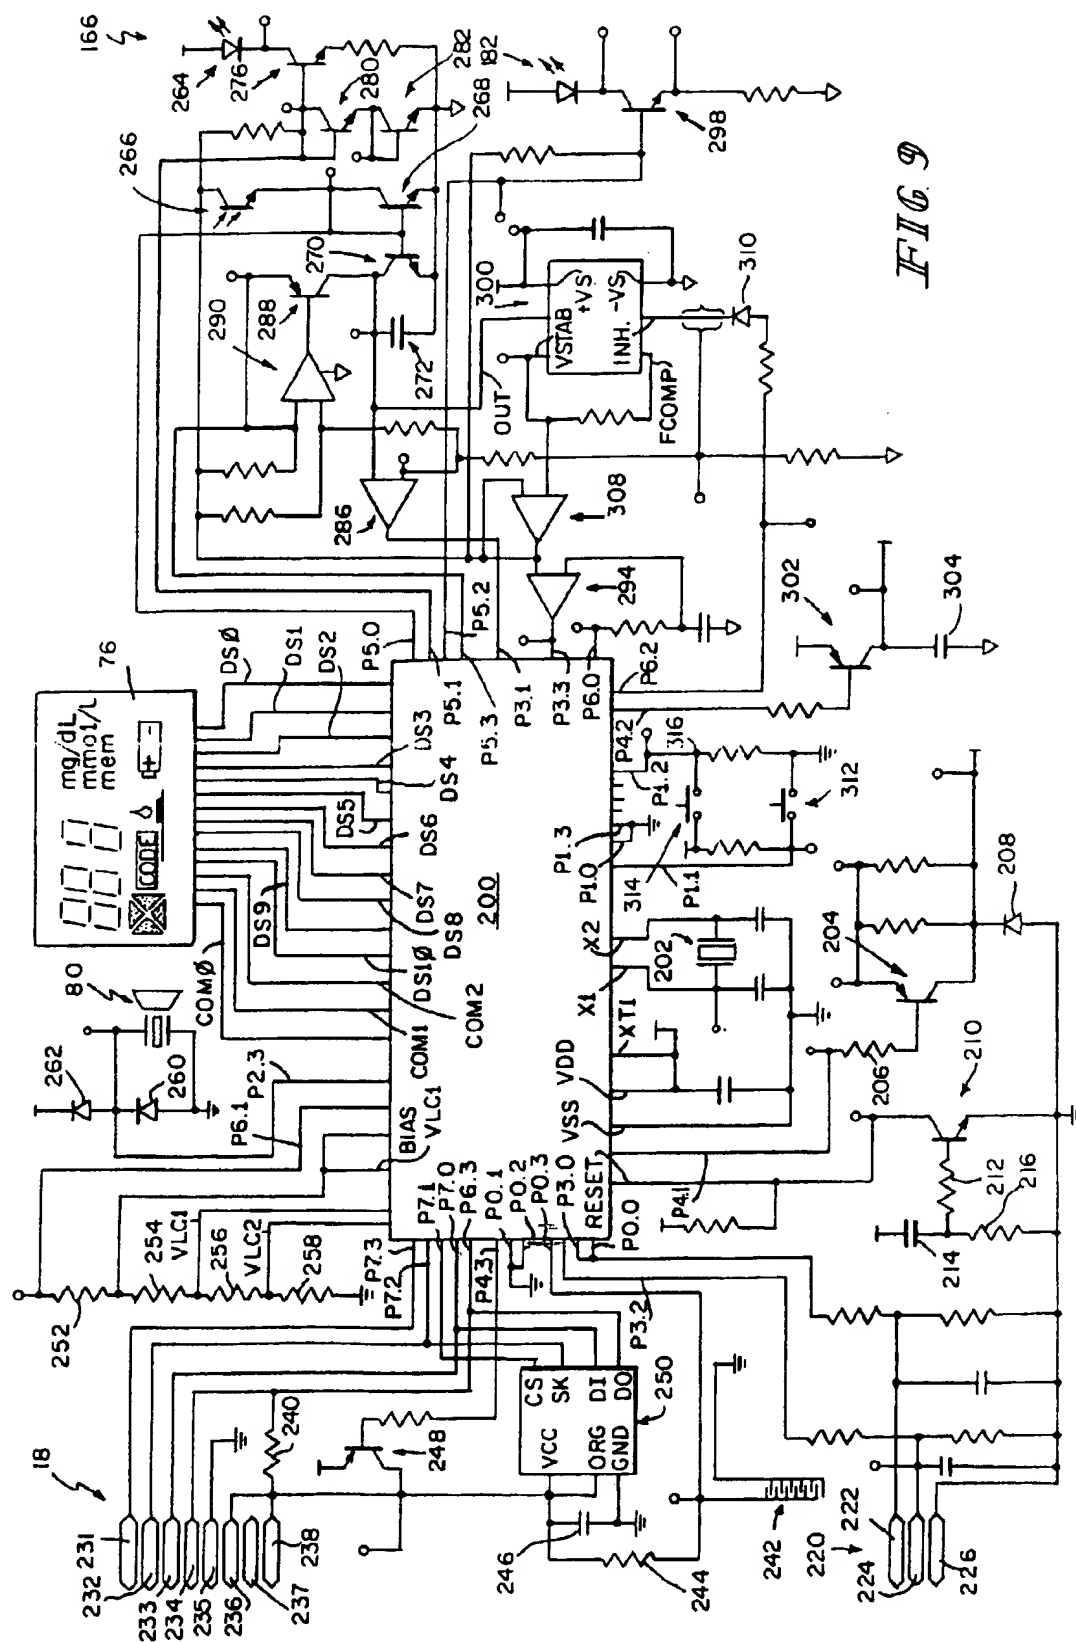 166
264
276
280
282
182
266
268
298
290
288
270
300
310
272
OUT
VSTAB
+VS
INH.
-VS
FCOMP
286
308
294
302
304
FIG 9
76
mg/dL
mmol/L
mem
CODE
+ -
DSØ
DS1
DS2
P5.0
P5.1
P5.2
P5.3
P3.1
P3.3
P6.0
P6.2
DS3
DS4
DS5
DS6
DS7
DS8
DS9
DS1Ø
COMØ
COM1
COM2
200
P4.2
316
P1.2
P1.3
P1.0
314
P1.1
312
X2
X1
202
XT1
VDD
VSS
208
204
206
210
212
214
216
80
262
260
P2.3
P6.1
BIAS
VLC1
P7.1
P7.0
P6.3
P0.1
P0.2
P0.3
P3.0
RESET
P4.1
P0.0
252
254
VLC1
256
VLC2
258
P7.3
P7.2
P4.3
P3.2
18
231
232
233
234
235
236
237
238
240
248
CS
SK
DI
DO
VCC
ORG
GND
250
246
244
242
220
222
224
226